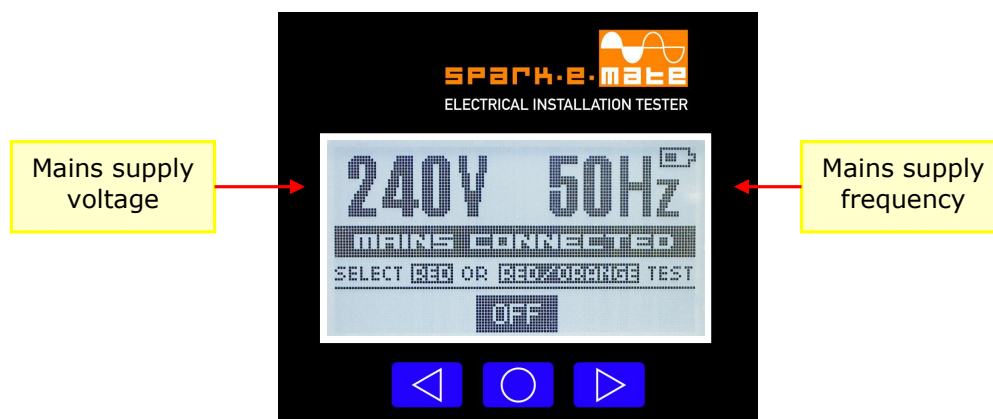 spark·e·mate
ELECTRICAL INSTALLATION TESTER
Mains supply
voltage
240V 50Hz
MAINS CONNECTED
SELECT RED OR RED/ORANGE TEST
OFF
Mains supply
frequency